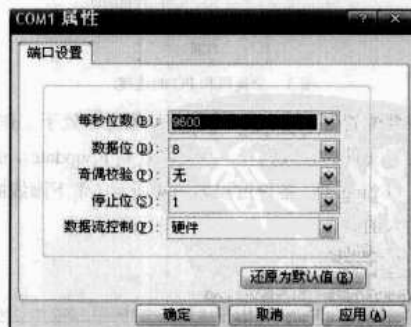 COM1 属性
端口设置
每秒位数(B): 9600
数据位(D): 8
奇偶校验(P): 无
停止位(S): 1
数据流控制(F): 硬件
还原为默认值(R)
确定 取消 应用(A)